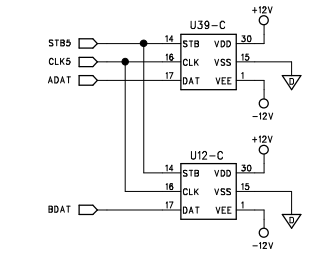 +12V
U39-C
STB5 14 STB VDD 30
CLK5 16 CLK VSS 15
ADAT 17 DAT VEE 1
D
-12V
+12V
U12-C
14 STB VDD 30
16 CLK VSS 15
BDAT 17 DAT VEE 1
D
-12V